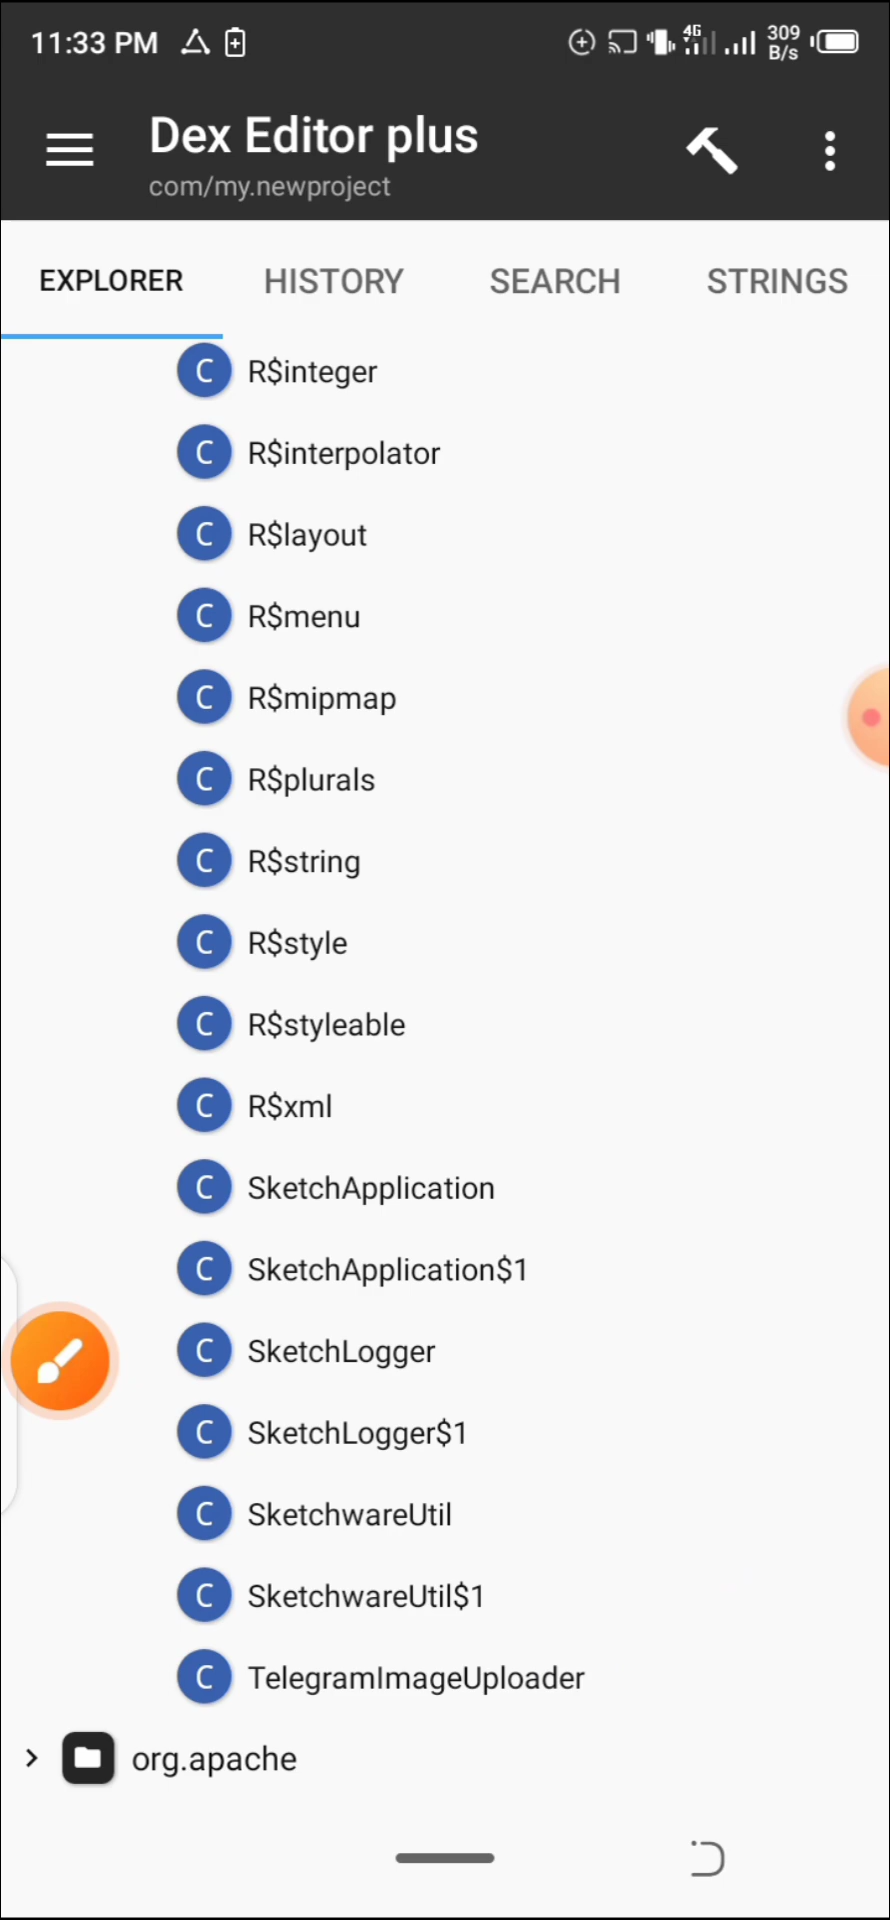 11:33 PM
4G
309
B/s
Dex Editor plus
com/my.newproject
EXPLORER
HISTORY
SEARCH
STRINGS
C R$integer
C R$interpolator
C R$layout
C R$menu
C R$mipmap
C R$plurals
C R$string
C R$style
C R$styleable
C R$xml
C SketchApplication
C SketchApplication$1
C SketchLogger
C SketchLogger$1
C SketchwareUtil
C SketchwareUtil$1
C TelegramImageUploader
org.apache